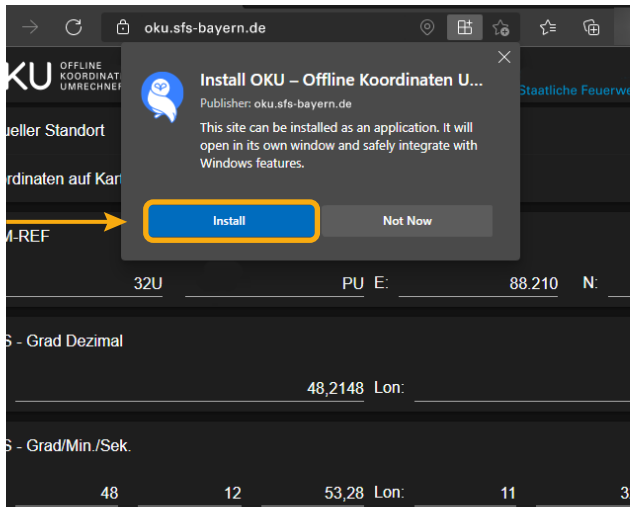 oku.sfs-bayern.de
KU OFFLINE
KOORDINAT
UMRECHNER
Install OKU – Offline Koordinaten U...
Publisher: oku.sfs-bayern.de
This site can be installed as an application. It will
open in its own window and safely integrate with
Windows features.
Install Not Now
Staatliche Feuerwe
ueller Standort
rdinaten auf Kart
M-REF
32U PU E: 88.210 N:
S - Grad Dezimal
48,2148 Lon:
S - Grad/Min./Sek.
48 12 53,28 Lon: 11 3